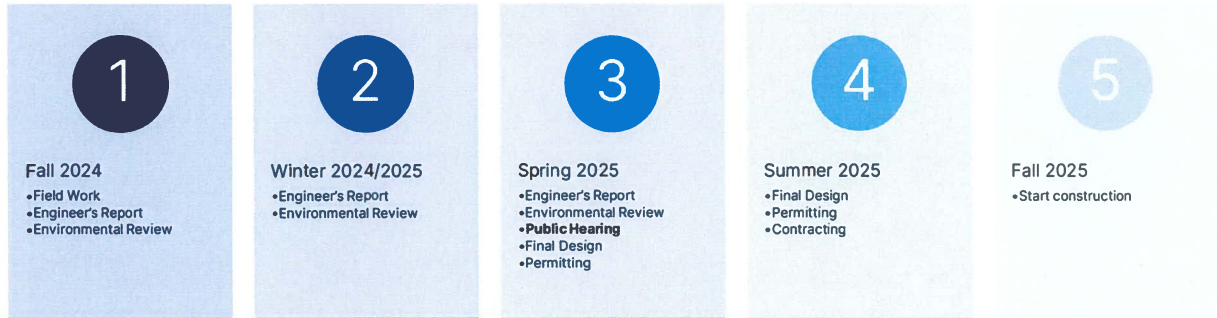 1
Fall 2024
•Field Work
•Engineer's Report
•Environmental Review
2
Winter 2024/2025
•Engineer's Report
•Environmental Review
3
Spring 2025
•Engineer's Report
•Environmental Review
•Public Hearing
•Final Design
•Permitting
4
Summer 2025
•Final Design
•Permitting
•Contracting
5
Fall 2025
•Start construction